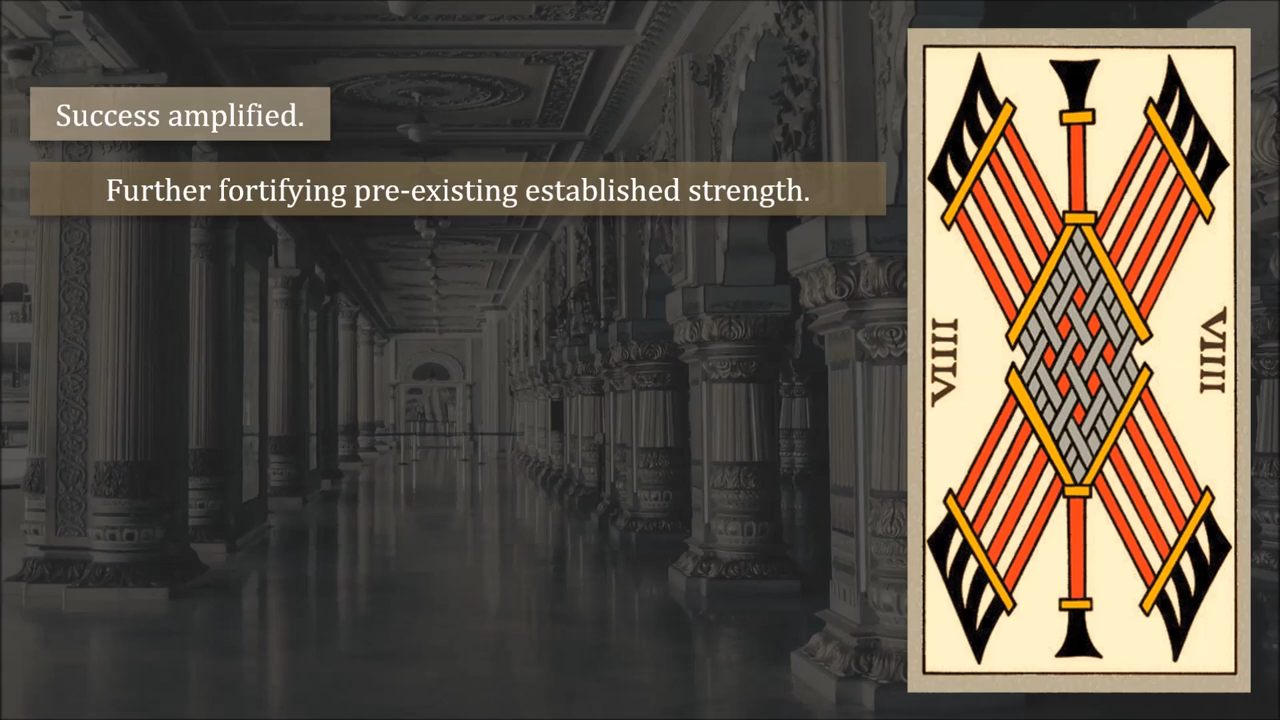 Success amplified.
Further fortifying pre-existing established strength.
VIIII
VIIII